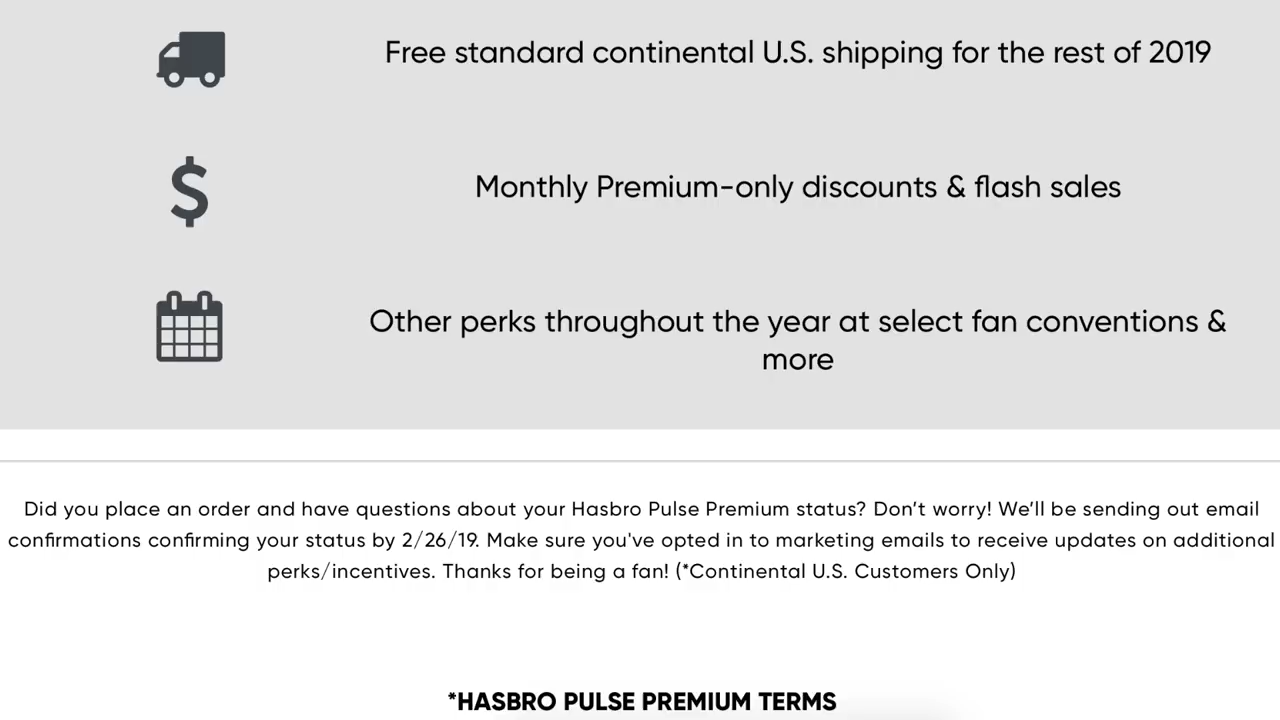 Free standard continental U.S. shipping for the rest of 2019
Monthly Premium-only discounts & flash sales
Other perks throughout the year at select fan conventions &
more
Did you place an order and have questions about your Hasbro Pulse Premium status? Don’t worry! We’ll be sending out email
confirmations confirming your status by 2/26/19. Make sure you've opted in to marketing emails to receive updates on additional
perks/incentives. Thanks for being a fan! (*Continental U.S. Customers Only)
*HASBRO PULSE PREMIUM TERMS